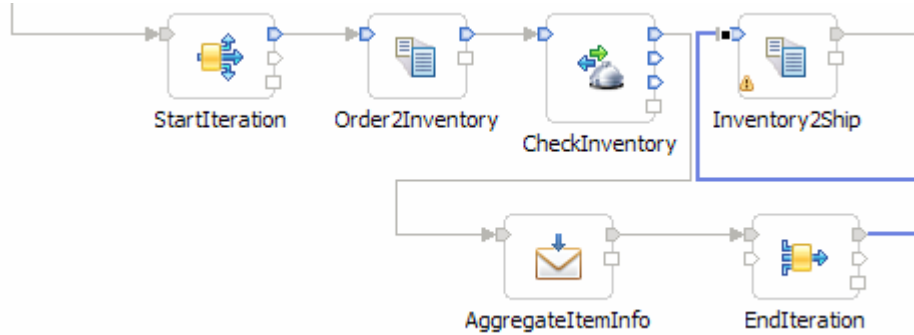 StartIteration
Order2Inventory
CheckInventory
Inventory2Ship
AggregateItemInfo
EndIteration